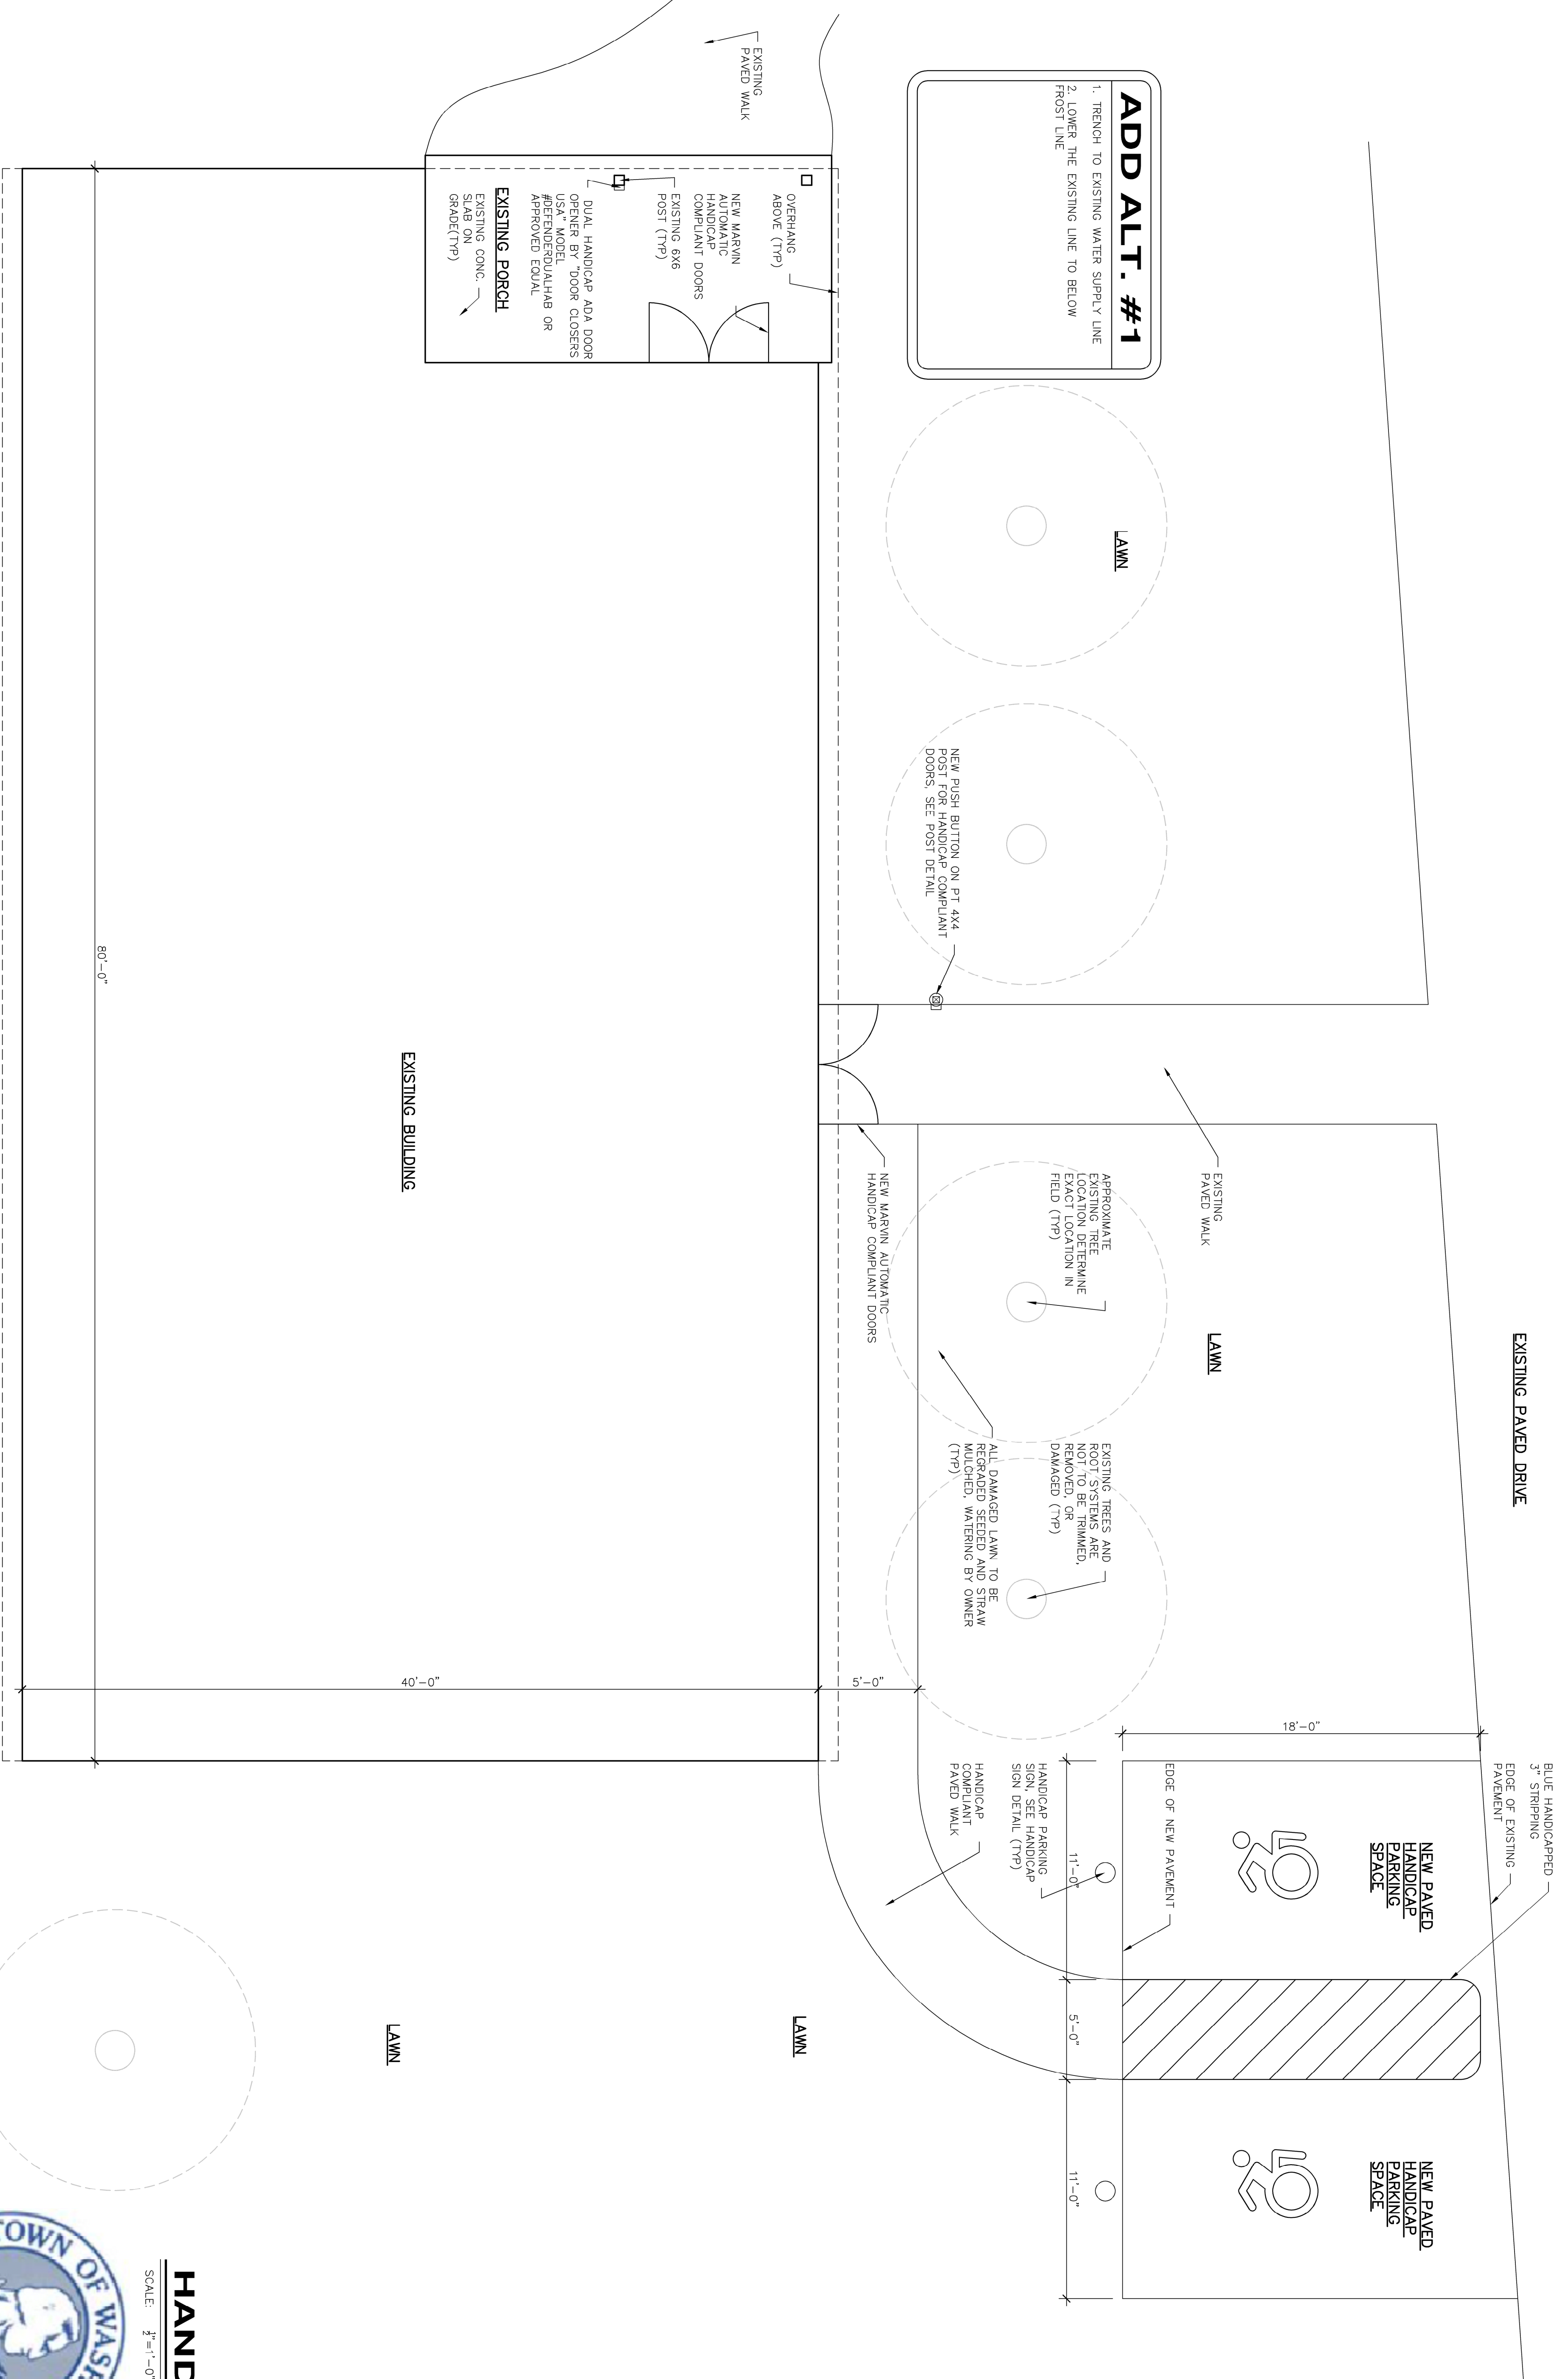 ADD ALT. #1
1. TRENCH TO EXISTING WATER SUPPLY LINE
2. LOWER THE EXISTING LINE TO BELOW
FROST LINE
EXISTING
PAVED WALK
OVERHANG
ABOVE (TYP)
NEW MARVIN
AUTOMATIC
HANDICAP
COMPLIANT DOORS
EXISTING 6X6
POST (TYP)
DUAL HANDICAP ADA DOOR
OPENER BY "DOOR CLOSERS
USA" MODEL
#DEFENDERDUALHAB OR
APPROVED EQUAL
EXISTING PORCH
EXISTING CONC.
SLAB ON
GRADE(TYP)
LAWN
NEW PUSH BUTTON ON PT 4X4
POST FOR HANDICAP COMPLIANT
DOORS, SEE POST DETAIL
80'-0"
EXISTING BUILDING
EXISTING PAVED DRIVE
EXISTING
PAVED WALK
LAWN
APPROXIMATE
EXISTING TREE
LOCATION DETERMINE
EXACT LOCATION IN
FIELD (TYP)
NEW MARVIN AUTOMATIC
HANDICAP COMPLIANT DOORS
EXISTING TREES AND
ROOT SYSTEMS ARE
NOT TO BE TRIMMED,
REMOVED, OR
DAMAGED (TYP)
ALL DAMAGED LAWN TO BE
REGRADED SEEDED AND STRAW
MULCHED, WATERING BY OWNER
(TYP)
40'-0"
5'-0"
18'-0"
BLUE HANDICAPPED
3" STRIPPING
EDGE OF EXISTING
PAVEMENT
NEW PAVED
HANDICAP
PARKING
SPACE
EDGE OF NEW PAVEMENT
HANDICAP PARKING
SIGN, SEE HANDICAP
SIGN DETAIL (TYP)
HANDICAP
COMPLIANT
PAVED WALK
11'-0"
5'-0"
11'-0"
NEW PAVED
HANDICAP
PARKING
SPACE
LAWN
LAWN
HAND
SCALE: 1/2"=1'-0"
TOWN OF WASH